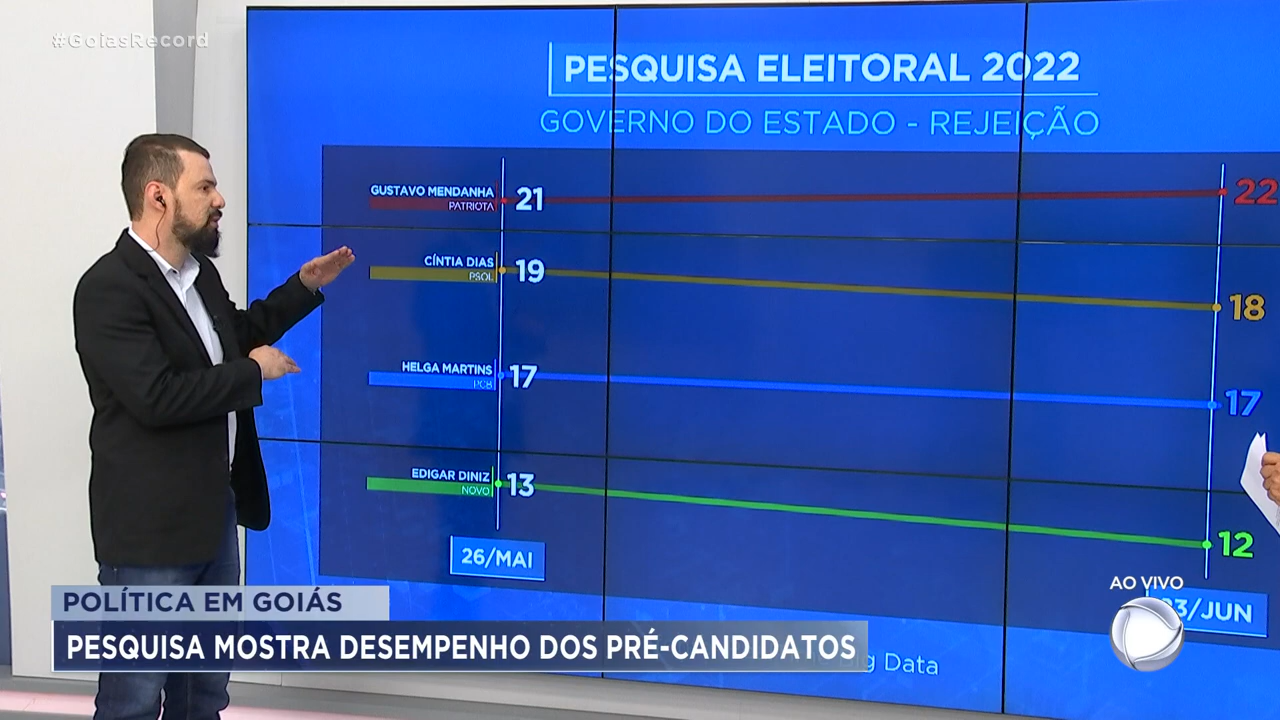 #GoiasRecord
PESQUISA ELEITORAL 2022
GOVERNO DO ESTADO - REJEIÇÃO
GUSTAVO MENDANHA
PATRIOTA
21
22
CÍNTIA DIAS
PSOL
19
18
HELGA MARTINS
PCB
17
17
EDIGAR DINIZ
NOVO
13
12
26/MAI
AO VIVO
3/JUN
POLÍTICA EM GOIÁS
PESQUISA MOSTRA DESEMPENHO DOS PRÉ-CANDIDATOS
Data